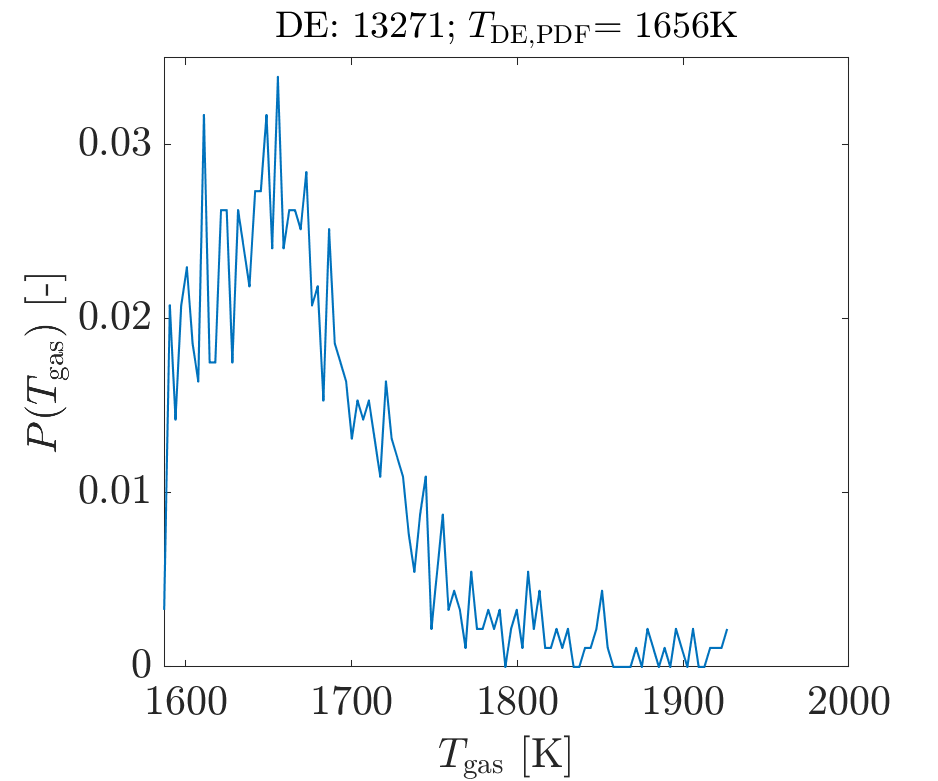 DE: 13271; T_DE,PDF= 1656K
P(T_gas) [-]
0.03
0.02
0.01
0
1600 1700 1800 1900 2000
T_gas [K]